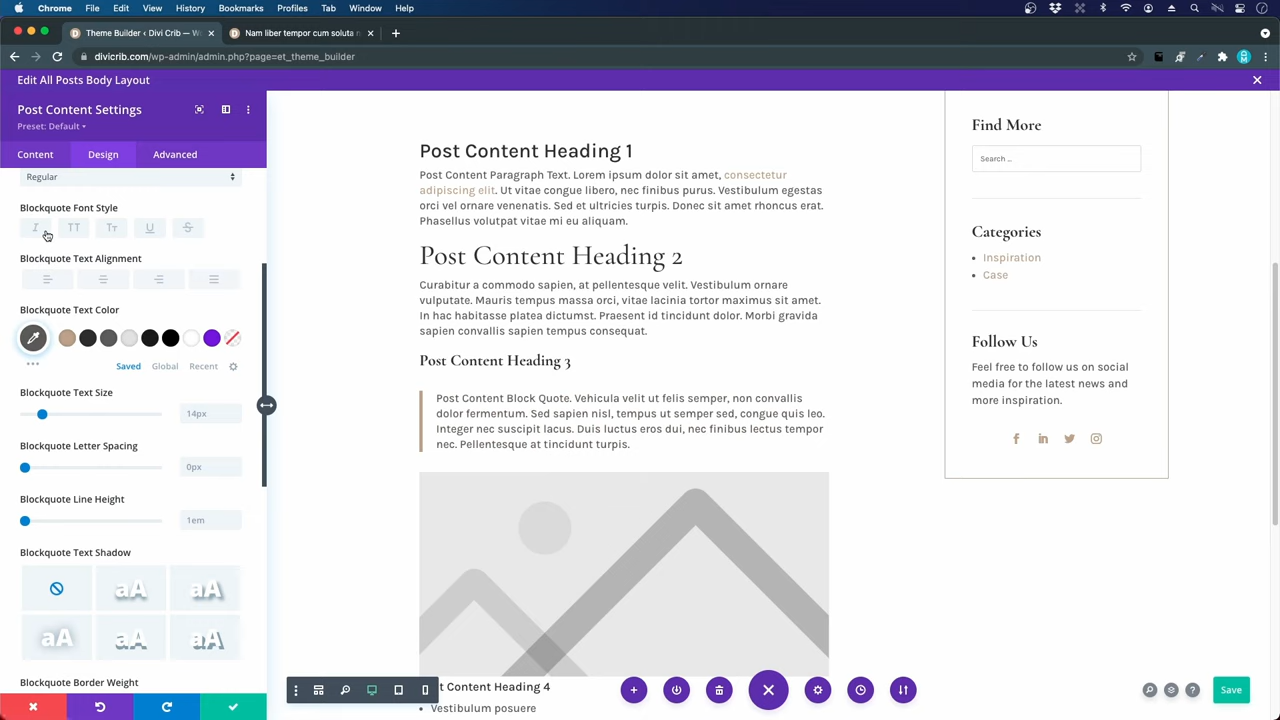 Chrome File Edit View History Bookmarks Profiles Tab Window Help
Theme Builder ‹ Divi Crib — W
Nam liber tempor cum soluta n
divicrib.com/wp-admin/admin.php?page=et_theme_builder
Edit All Posts Body Layout
Post Content Settings
Preset: Default
Content Design Advanced
Regular
Blockquote Font Style
I TT Tт U S
Blockquote Text Alignment
Blockquote Text Color
Saved Global Recent
Blockquote Text Size
14px
Blockquote Letter Spacing
0px
Blockquote Line Height
1em
Blockquote Text Shadow
aA aA
aA aA aA
Blockquote Border Weight
Post Content Heading 1
Post Content Paragraph Text. Lorem ipsum dolor sit amet, consectetur
adipiscing elit. Ut vitae congue libero, nec finibus purus. Vestibulum egestas
orci vel ornare venenatis. Sed et ultricies turpis. Donec sit amet rhoncus erat.
Phasellus volutpat vitae mi eu aliquam.
Post Content Heading 2
Curabitur a commodo sapien, at pellentesque velit. Vestibulum ornare
vulputate. Mauris tempus massa orci, vitae lacinia tortor maximus sit amet.
In hac habitasse platea dictumst. Praesent id tincidunt dolor. Morbi gravida
sapien convallis sapien tempus consequat.
Post Content Heading 3
Post Content Block Quote. Vehicula velit ut felis semper, non convallis
dolor fermentum. Sed sapien nisl, tempus ut semper sed, congue quis leo.
Integer nec suscipit lacus. Duis luctus eros dui, nec finibus lectus tempor
nec. Pellentesque at tincidunt turpis.
t Content Heading 4
Vestibulum posuere
Find More
Search …
Categories
Inspiration
Case
Follow Us
Feel free to follow us on social
media for the latest news and
more inspiration.
Save